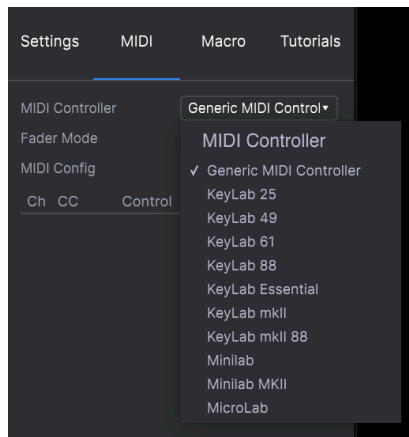 Settings MIDI Macro Tutorials
MIDI Controller Generic MIDI Control▾
Fader Mode
MIDI Config
Ch CC Control
MIDI Controller
✓ Generic MIDI Controller
KeyLab 25
KeyLab 49
KeyLab 61
KeyLab 88
KeyLab Essential
KeyLab mkII
KeyLab mkII 88
Minilab
Minilab MKII
MicroLab